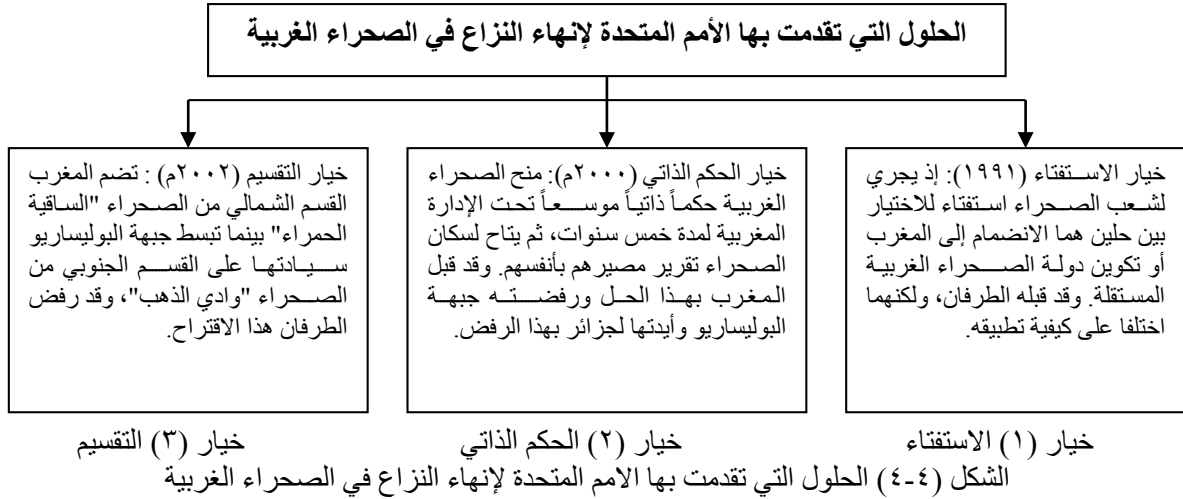 الحلول التي تقدمت بها الأمم المتحدة لإنهاء النزاع في الصحراء الغربية
خيار الاستفتاء (١٩٩١): إذ يجري
لشعب الصحراء استفتاء للاختيار
بين حلين هما الانضمام إلى المغرب
أو تكوين دولة الصحراء الغربية
المستقلة. وقد قبله الطرفان، ولكنهما
اختلفا على كيفية تطبيقه.
خيار الحكم الذاتي (٢٠٠٠م): منح الصحراء
الغربية حكماً ذاتياً موسعاً تحت الإدارة
المغربية لمدة خمس سنوات، ثم يتاح لسكان
الصحراء تقرير مصيرهم بأنفسهم. وقد قبل
المغرب بهذا الحل ورفضته جبهة
البوليساريو وأيدتها لجزائر بهذا الرفض.
خيار التقسيم (٢٠٠٢م) : تضم المغرب
القسم الشمالي من الصحراء "الساقية
الحمراء" بينما تبسط جبهة البوليساريو
سيادتها على القسم الجنوبي من
الصحراء "وادي الذهب"، وقد رفض
الطرفان هذا الاقتراح.
خيار (١) الاستفتاء
خيار (٢) الحكم الذاتي
خيار (٣) التقسيم
الشكل (٤-٤) الحلول التي تقدمت بها الامم المتحدة لإنهاء النزاع في الصحراء الغربية